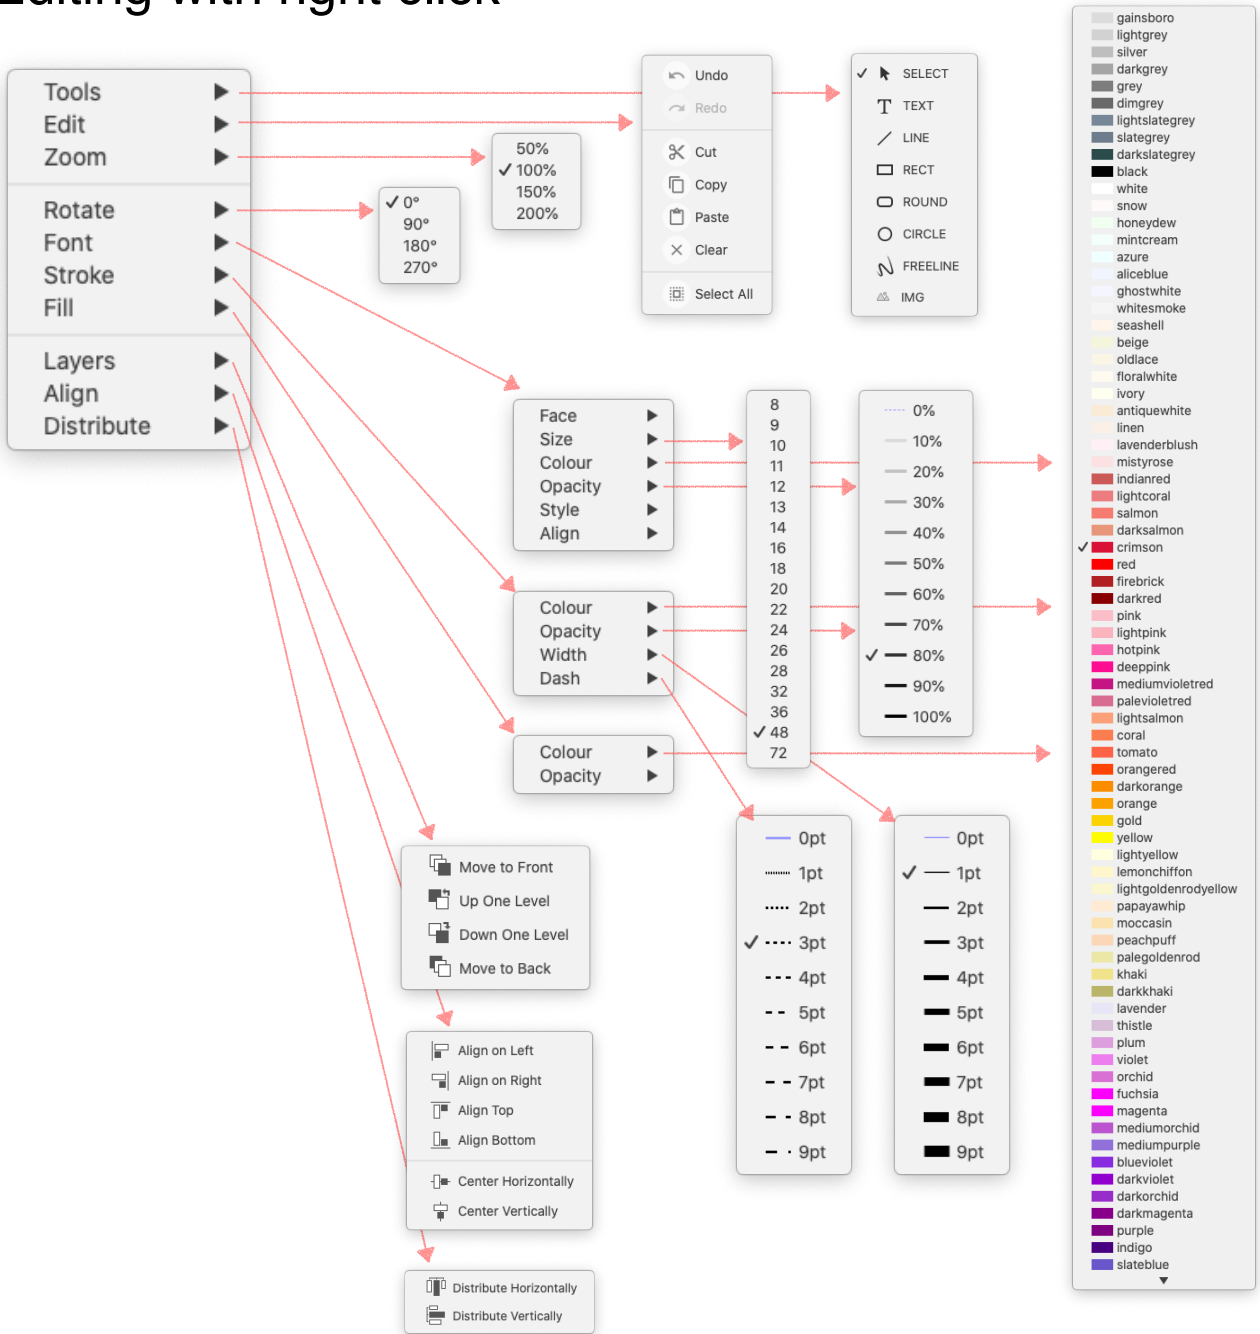 Editing with right click
Tools
Edit
Zoom
Rotate
Font
Stroke
Fill
Layers
Align
Distribute
0°
90°
180°
270°
50%
100%
150%
200%
Undo
Redo
Cut
Copy
Paste
Clear
Select All
SELECT
TEXT
LINE
RECT
ROUND
CIRCLE
FREELINE
IMG
Face
Size
Colour
Opacity
Style
Align
Colour
Opacity
Width
Dash
Colour
Opacity
8
9
10
11
12
13
14
16
18
20
22
24
26
28
32
36
48
72
0%
10%
20%
30%
40%
50%
60%
70%
80%
90%
100%
Move to Front
Up One Level
Down One Level
Move to Back
Align on Left
Align on Right
Align Top
Align Bottom
Center Horizontally
Center Vertically
Distribute Horizontally
Distribute Vertically
0pt
1pt
2pt
3pt
4pt
5pt
6pt
7pt
8pt
9pt
0pt
1pt
2pt
3pt
4pt
5pt
6pt
7pt
8pt
9pt
gainsboro
lightgrey
silver
darkgrey
grey
dimgrey
lightslategrey
slategrey
darkslategrey
black
white
snow
honeydew
mintcream
azure
aliceblue
ghostwhite
whitesmoke
seashell
beige
oldlace
floralwhite
ivory
antiquewhite
linen
lavenderblush
mistyrose
indianred
lightcoral
salmon
darksalmon
crimson
red
firebrick
darkred
pink
lightpink
hotpink
deeppink
mediumvioletred
palevioletred
lightsalmon
coral
tomato
orangered
darkorange
orange
gold
yellow
lightyellow
lemonchiffon
lightgoldenrodyellow
papayawhip
moccasin
peachpuff
palegoldenrod
khaki
darkkhaki
lavender
thistle
plum
violet
orchid
fuchsia
magenta
mediumorchid
mediumpurple
blueviolet
darkviolet
darkorchid
darkmagenta
purple
indigo
slateblue